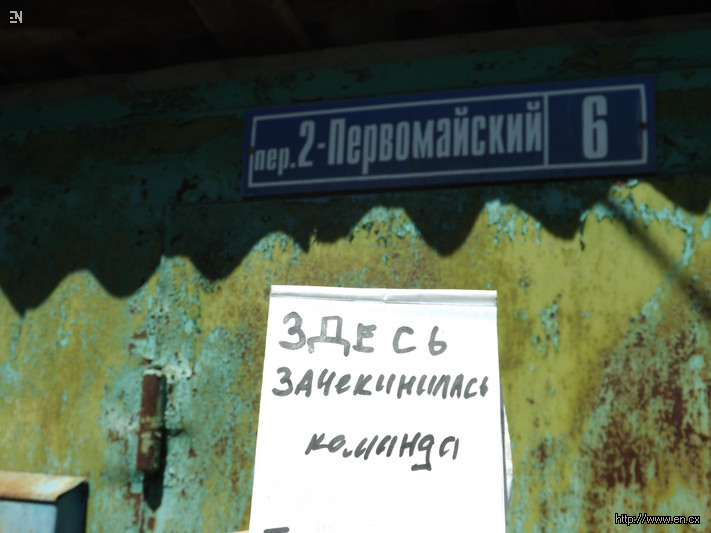 EN
пер. 2-Первомайский 6
ЗДЕСЬ
ЗАЧЕКИНИЛАСЬ
команда
http://www.en.cx